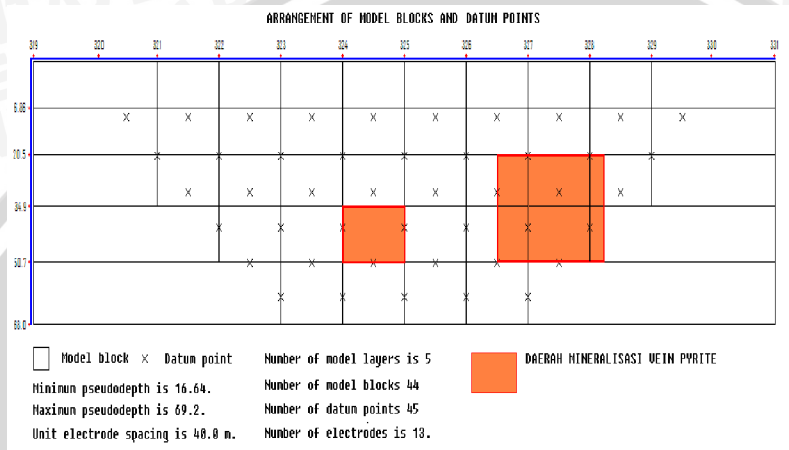 ARRANGEMENT OF MODEL BLOCKS AND DATUM POINTS
319 320 321 322 323 324 325 326 327 328 329 330 331
20.5
34.9
50.7
Model block x Datum point
Number of model layers is 5
DAERAH MINERALISASI VEIN PYRITE
Minimun pseudodepth is 16.64.
Number of model blocks 44
Maximun pseudodepth is 69.2.
Number of datum points 45
Unit electrode spacing is 40.0 m.
Number of electrodes is 13.